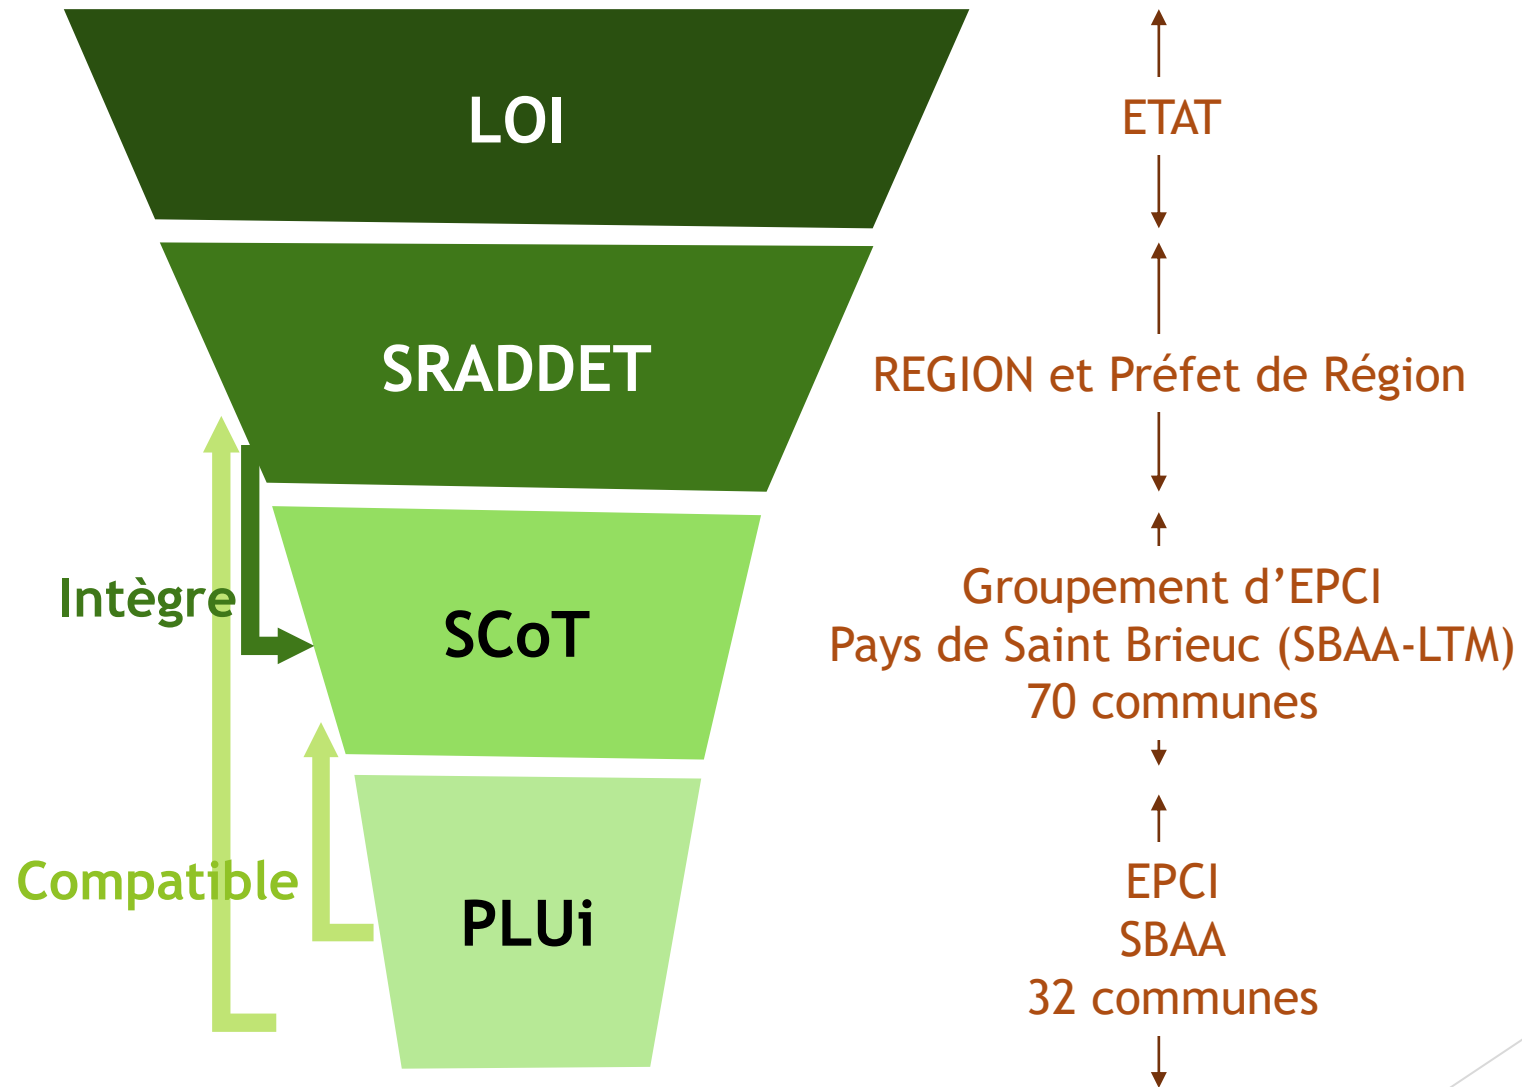 LOI
ETAT
SRADDET
REGION et Préfet de Région
Intègre
SCoT
Groupement d’EPCI
Pays de Saint Brieuc (SBAA-LTM)
70 communes
Compatible
PLUi
EPCI
SBAA
32 communes